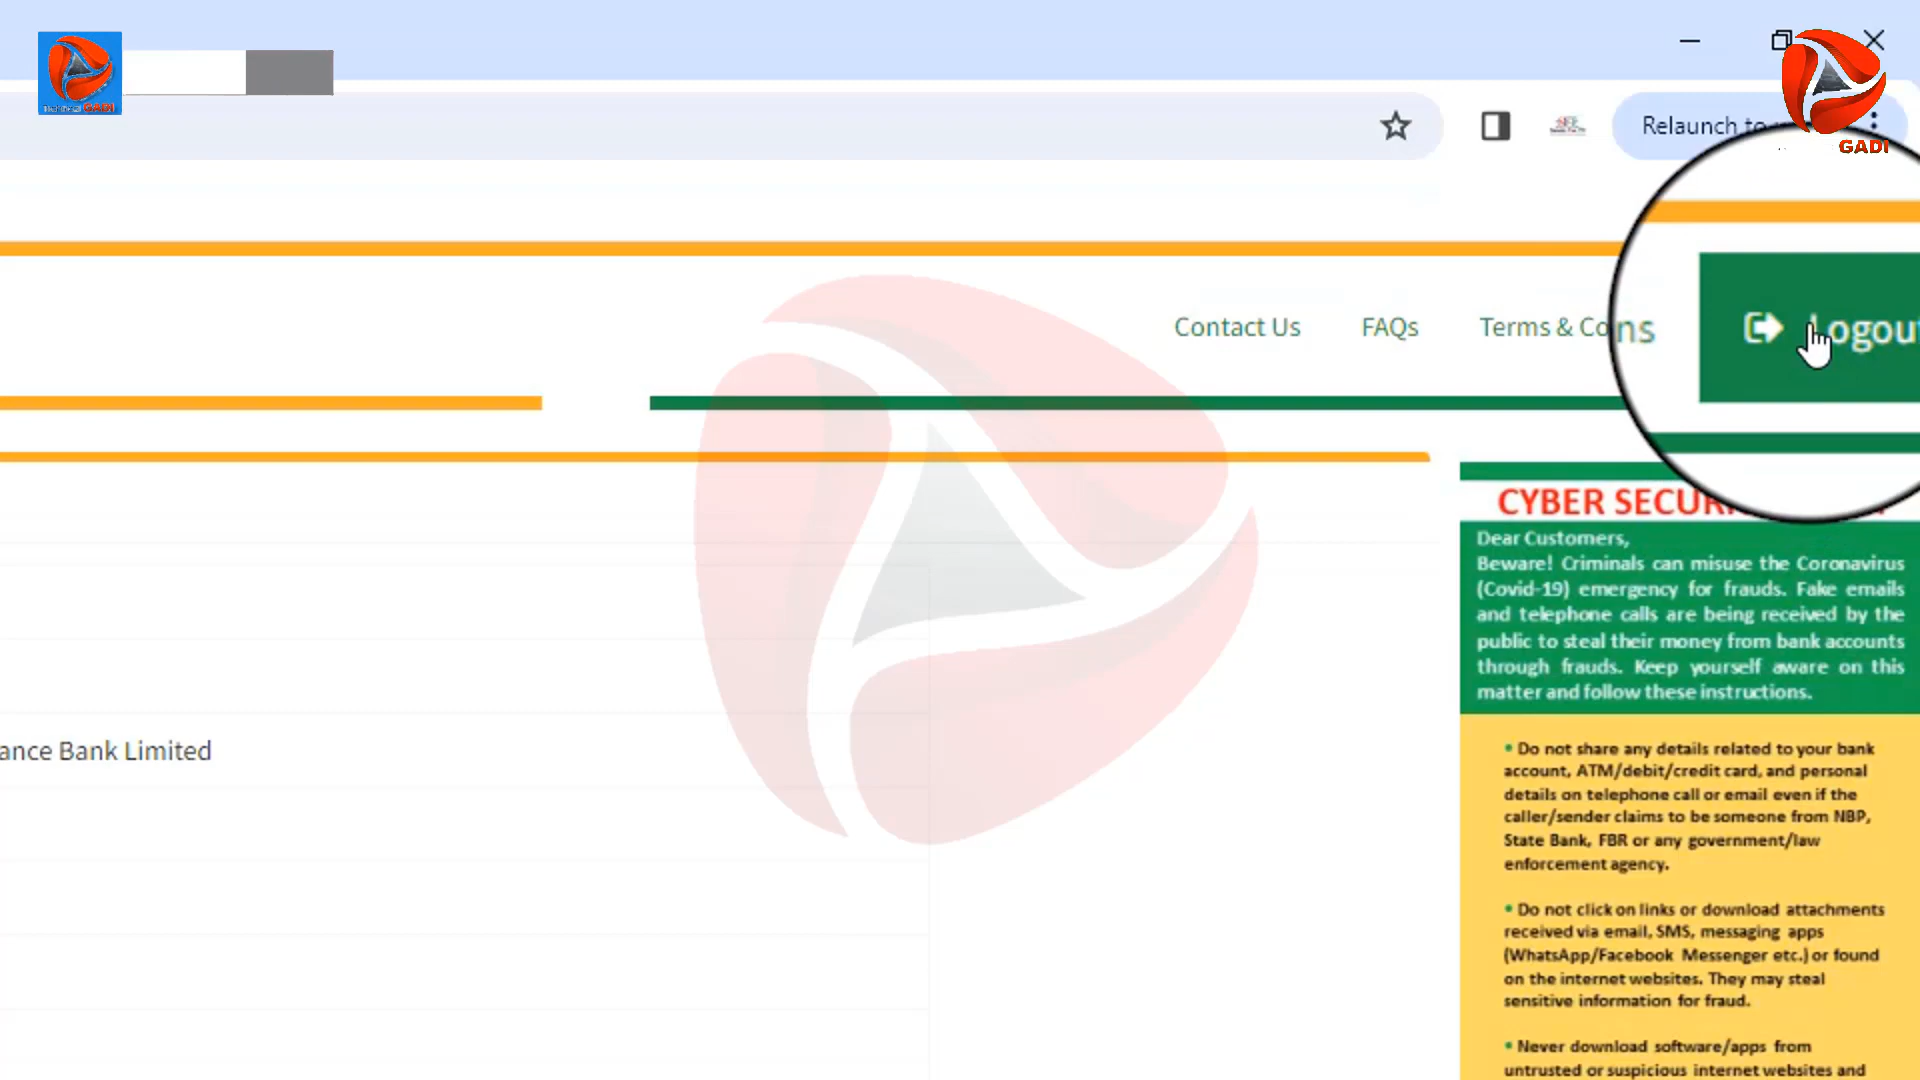 GADI
Relaunch to
GADI
Contact Us
FAQs
Terms & Co
ns
Logou
CYBER SECUR
Dear Customers,
Beware! Criminals can misuse the Coronavirus
(Covid-19) emergency for frauds. Fake emails
and telephone calls are being received by the
public to steal their money from bank accounts
through frauds. Keep yourself aware on this
matter and follow these instructions.
ance Bank Limited
• Do not share any details related to your bank
account, ATM/debit/credit card, and personal
details on telephone call or email even if the
caller/sender claims to be someone from NBP,
State Bank, FBR or any government/law
enforcement agency.
• Do not click on links or download attachments
received via email, SMS, messaging apps
(WhatsApp/Facebook Messenger etc.) or found
on the internet websites. They may steal
sensitive information for fraud.
• Never download software/apps from
untrusted or suspicious internet websites and